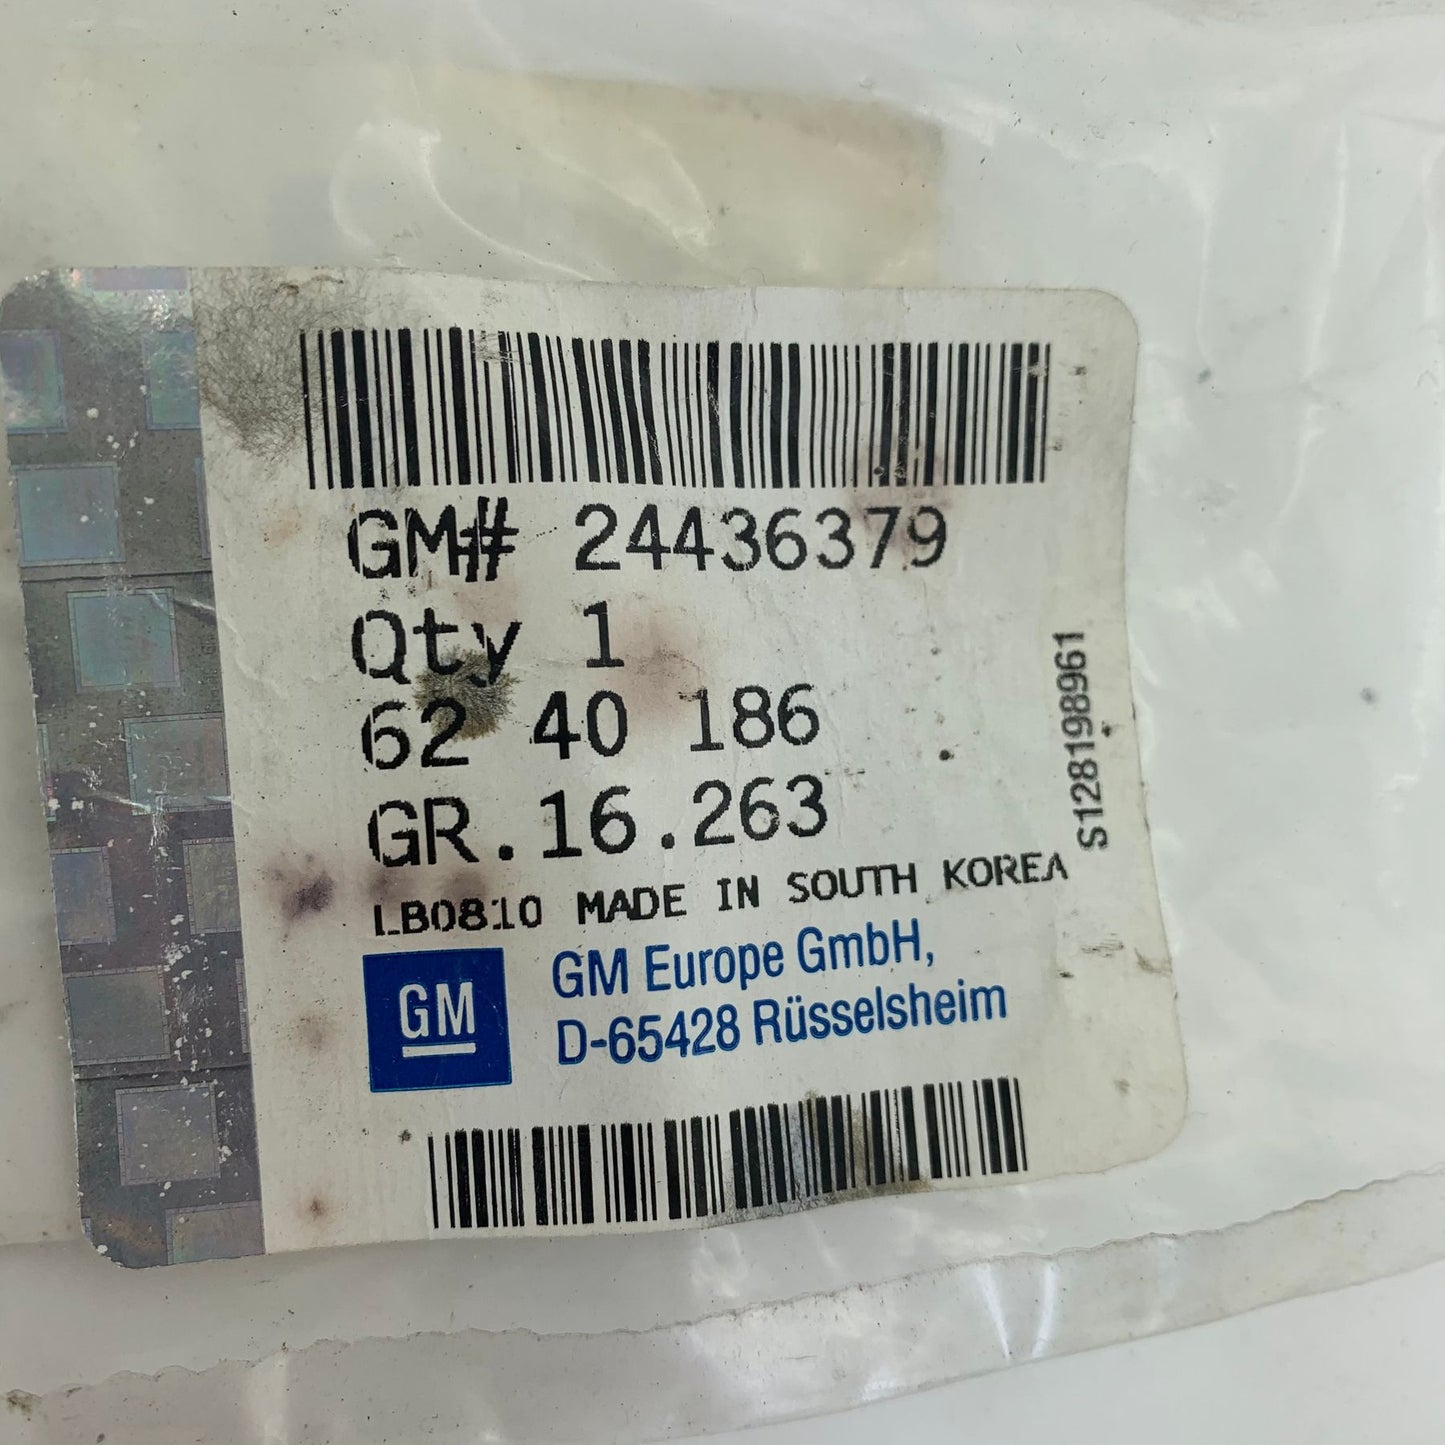 GM# 24436379
Qty 1
62 40 186
GR.16.263
LB0810 MADE IN SOUTH KOREA
S128198961
GM
GM Europe GmbH,
D-65428 Rüsselsheim